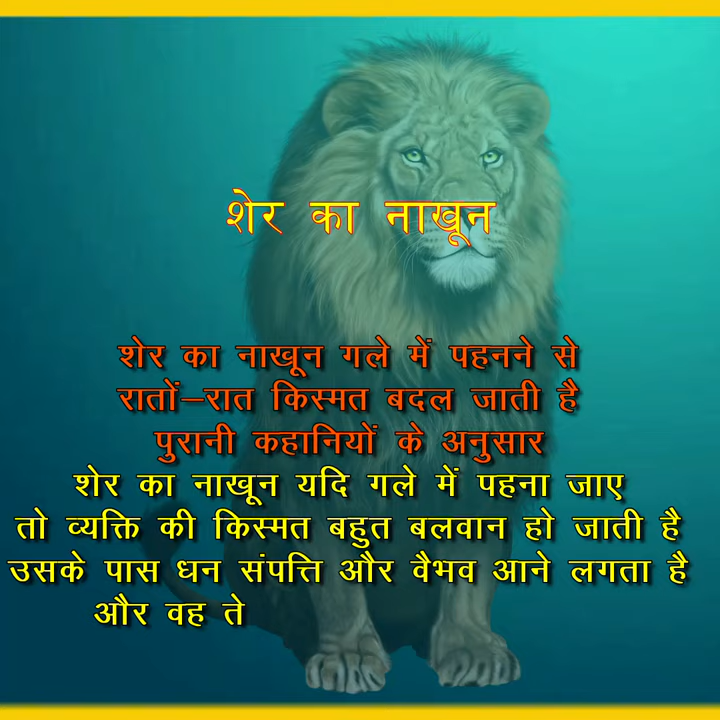 शेर का नाखून
शेर का नाखून गले में पहनने से
रातों–रात किस्मत बदल जाती है
पुरानी कहानियों के अनुसार
शेर का नाखून यदि गले में पहना जाए
तो व्यक्ति की किस्मत बहुत बलवान हो जाती है
उसके पास धन संपत्ति और वैभव आने लगता है
और वह ते